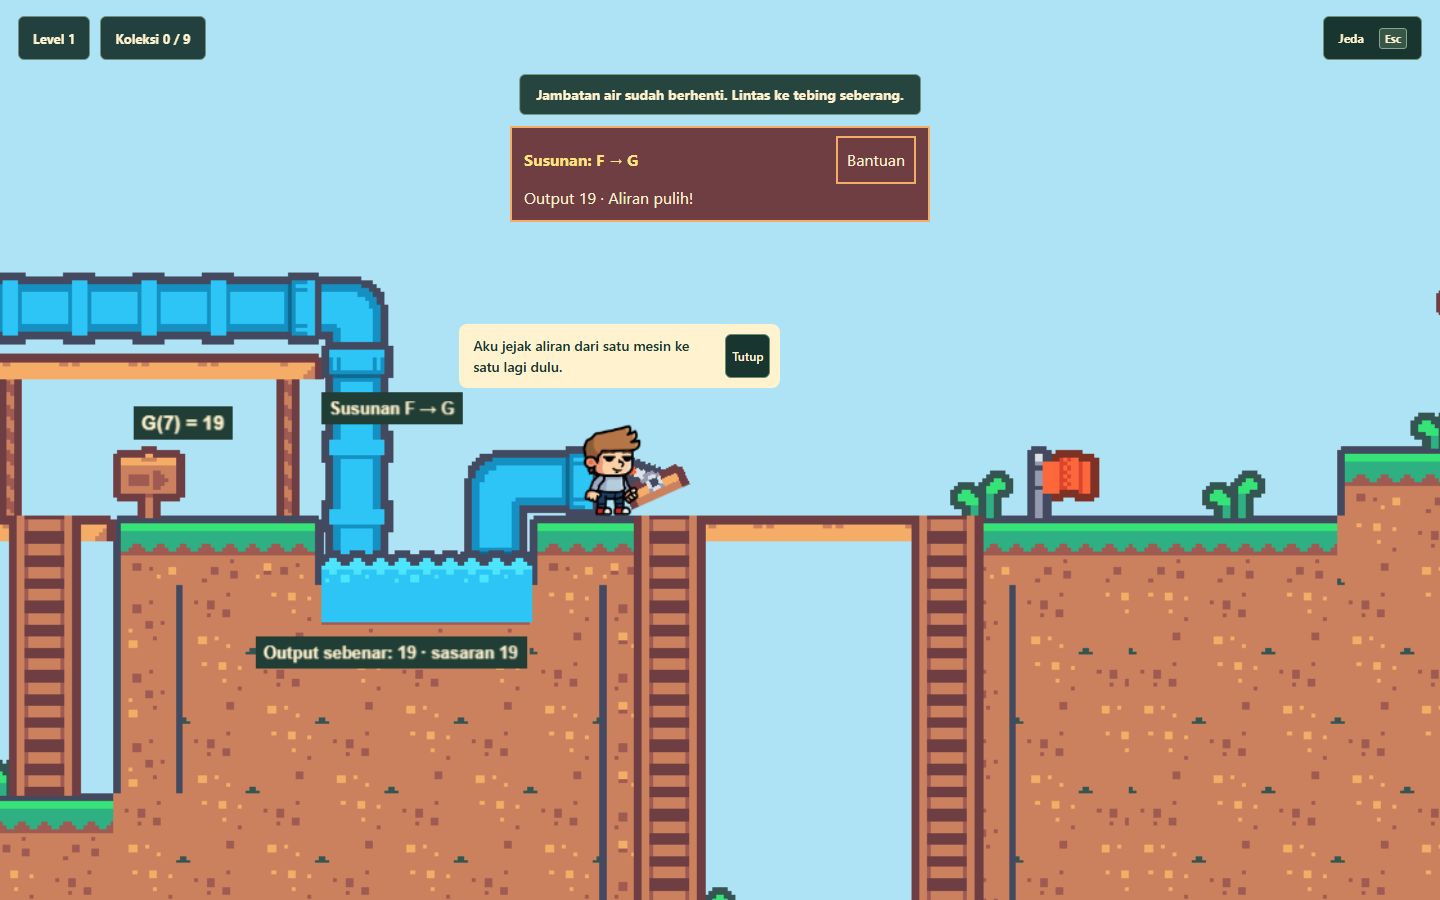 Level 1
Koleksi 0 / 9
Jeda Esc
Jambatan air sudah berhenti. Lintas ke tebing seberang.
Susunan: F → G
Bantuan
Output 19 · Aliran pulih!
Aku jejak aliran dari satu mesin ke
satu lagi dulu.
Tutup
G(7) = 19
Susunan F → G
Output sebenar: 19 · sasaran 19